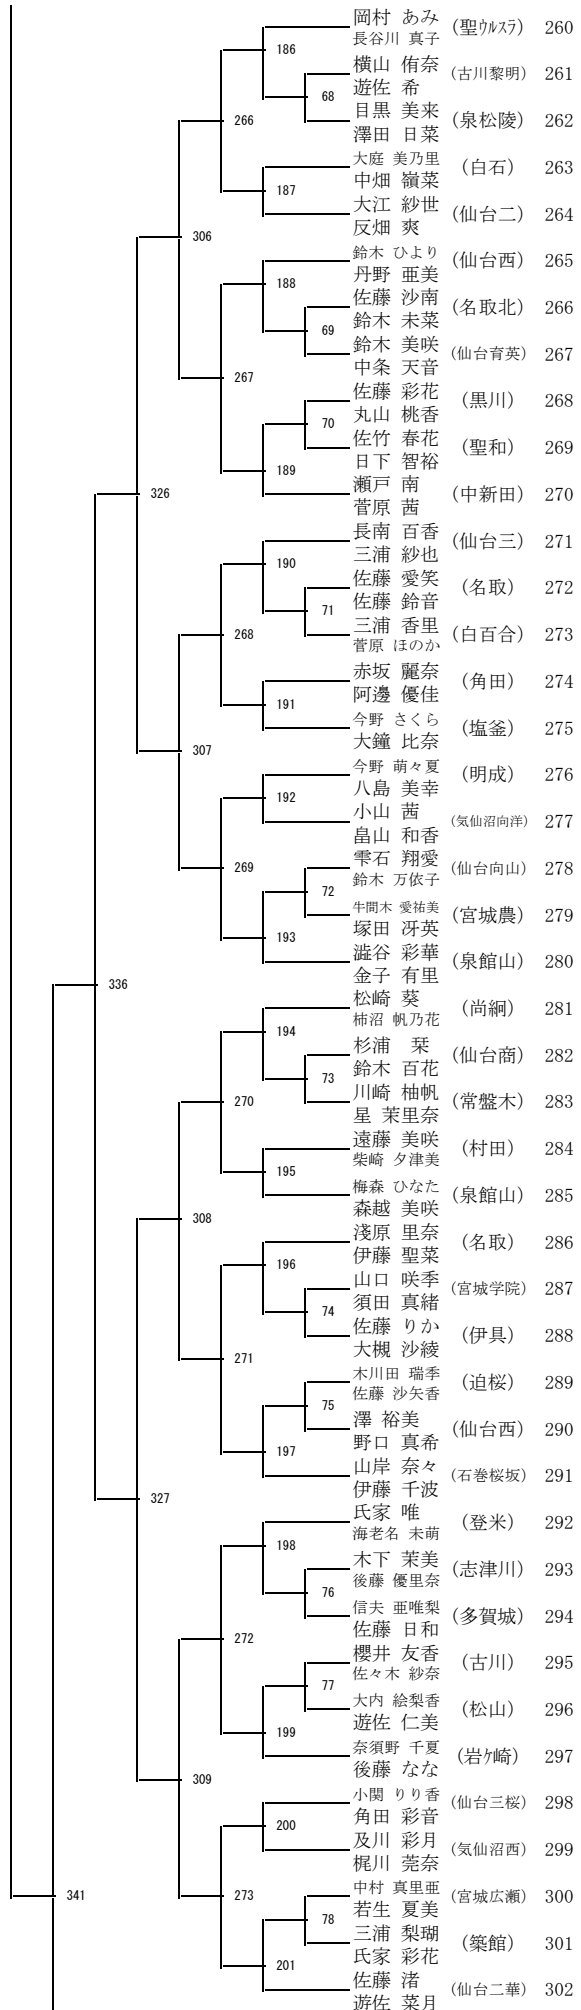 岡村 あみ
長谷川 真子 (聖ウルスラ) 260
186
横山 侑奈
遊佐 希 (古川黎明) 261
68
目黒 美来
澤田 日菜 (泉松陵) 262
266
大庭 美乃里
中畑 嶺菜 (白石) 263
187
大江 紗世
反畑 爽 (仙台二) 264
306
鈴木 ひより
丹野 亜美 (仙台西) 265
188
佐藤 沙南
鈴木 未菜 (名取北) 266
69
鈴木 美咲
中条 天音 (仙台育英) 267
267
佐藤 彩花
丸山 桃香 (黒川) 268
70
佐竹 春花
日下 智裕 (聖和) 269
189
瀬戸 南
菅原 茜 (中新田) 270
326
長南 百香
三浦 紗也 (仙台三) 271
190
佐藤 愛笑
佐藤 鈴音 (名取) 272
71
三浦 香里
菅原 ほのか (白百合) 273
268
赤坂 麗奈
阿邊 優佳 (角田) 274
191
今野 さくら
大鐘 比奈 (塩釜) 275
307
今野 萌々夏
八島 美幸 (明成) 276
192
小山 茜
畠山 和香 (気仙沼向洋) 277
269
雫石 翔愛
鈴木 万依子 (仙台向山) 278
72
牛間木 愛祐美
塚田 冴英 (宮城農) 279
193
澁谷 彩華
金子 有里 (泉館山) 280
336
松崎 葵
柿沼 帆乃花 (尚絅) 281
194
杉浦 栞
鈴木 百花 (仙台商) 282
73
川崎 柚帆
星 茉里奈 (常盤木) 283
270
遠藤 美咲
柴崎 夕津美 (村田) 284
195
梅森 ひなた
森越 美咲 (泉館山) 285
308
淺原 里奈
伊藤 聖菜 (名取) 286
196
山口 咲季
須田 真緒 (宮城学院) 287
74
佐藤 りか
大槻 沙綾 (伊具) 288
271
木川田 瑞季
佐藤 沙矢香 (迫桜) 289
75
澤 裕美
野口 真希 (仙台西) 290
197
山岸 奈々
伊藤 千波 (石巻桜坂) 291
327
氏家 唯
海老名 未萌 (登米) 292
198
木下 茉美
後藤 優里奈 (志津川) 293
76
信夫 亜唯梨
佐藤 日和 (多賀城) 294
272
櫻井 友香
佐々木 紗奈 (古川) 295
77
大内 絵梨香
遊佐 仁美 (松山) 296
199
奈須野 千夏
後藤 なな (岩ケ崎) 297
309
小関 りり香
角田 彩音 (仙台三桜) 298
200
及川 彩月
梶川 莞奈 (気仙沼西) 299
341
273
中村 真里亜
若生 夏美 (宮城広瀬) 300
78
三浦 梨瑚
氏家 彩花 (築館) 301
201
佐藤 渚
遊佐 菜月 (仙台二華) 302